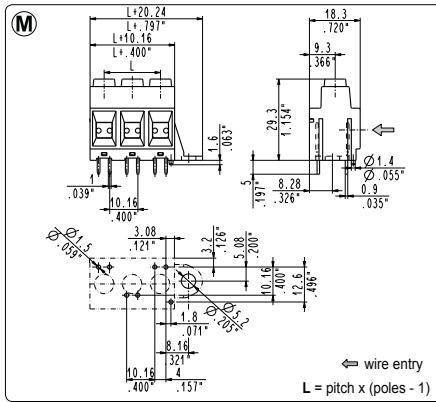 M
L+20.24
L+.797"
L+10.16
L+.400"
L
18.3
.720"
9.3
.366"
29.3
1.154"
1.6
.063"
5
.197"
8.28
.326"
Ø1.4
Ø.055"
0.9
.035"
1
.039"
10.16
.400"
Ø1.5
Ø.059"
3.08
.121"
3.2
.126"
5.08
.200"
10.16
.400"
12.6
.496"
Ø5.2
Ø.205"
1.8
.071"
8.16
.321"
10.16
.400"
4
.157"
wire entry
L = pitch x (poles - 1)